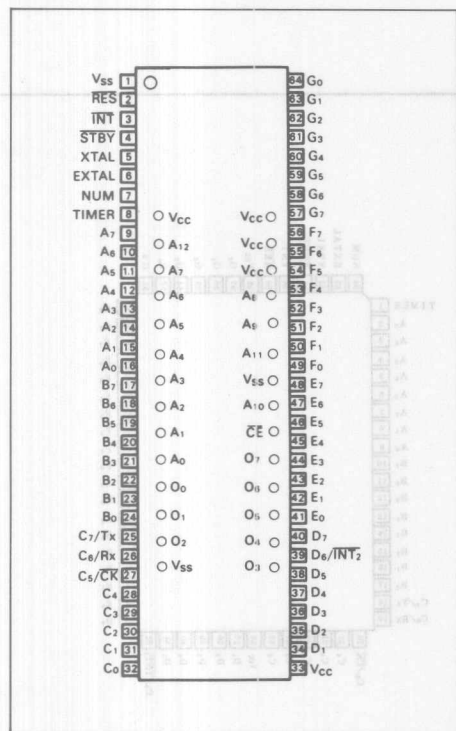 VSS 1 64 G0
RES 2 63 G1
INT 3 62 G2
STBY 4 61 G3
XTAL 5 60 G4
EXTAL 6 59 G5
NUM 7 58 G6
TIMER 8 VCC VCC 57 G7
A7 9 56 F7
A6 10 A12 VCC 55 F6
A5 11 A7 VCC 54 F5
A4 12 A6 A8 53 F4
A3 13 52 F3
A2 14 A5 A9 51 F2
A1 15 A4 A11 50 F1
A0 16 49 F0
B7 17 A3 VSS 48 E7
B6 18 A2 A10 47 E6
B5 19 46 E5
B4 20 A1 CE 45 E4
B3 21 A0 O7 44 E3
B2 22 O0 O6 43 E2
B1 23 42 E1
B0 24 O1 O5 41 E0
C7/Tx 25 40 D7
C6/Rx 26 O2 O4 39 D6/INT2
C5/CK 27 VSS O3 38 D5
C4 28 37 D4
C3 29 36 D3
C2 30 35 D2
C1 31 34 D1
C0 32 33 VCC